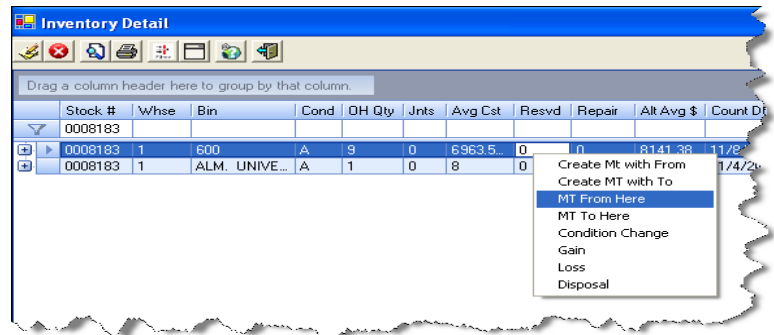 Inventory Detail
Drag a column header here to group by that column.
Stock # Whse Bin Cond OH Qty Jnts Avg Cst Resvd Repair Alt Avg $ Count D
0008183
0008183 1 600 A 9 0 6963.5... 0 0 8141.38 11/8
0008183 1 ALM. UNIVE... A 1 0 8 0
Create Mt with From
Create MT with To
MT From Here
MT To Here
Condition Change
Gain
Loss
Disposal